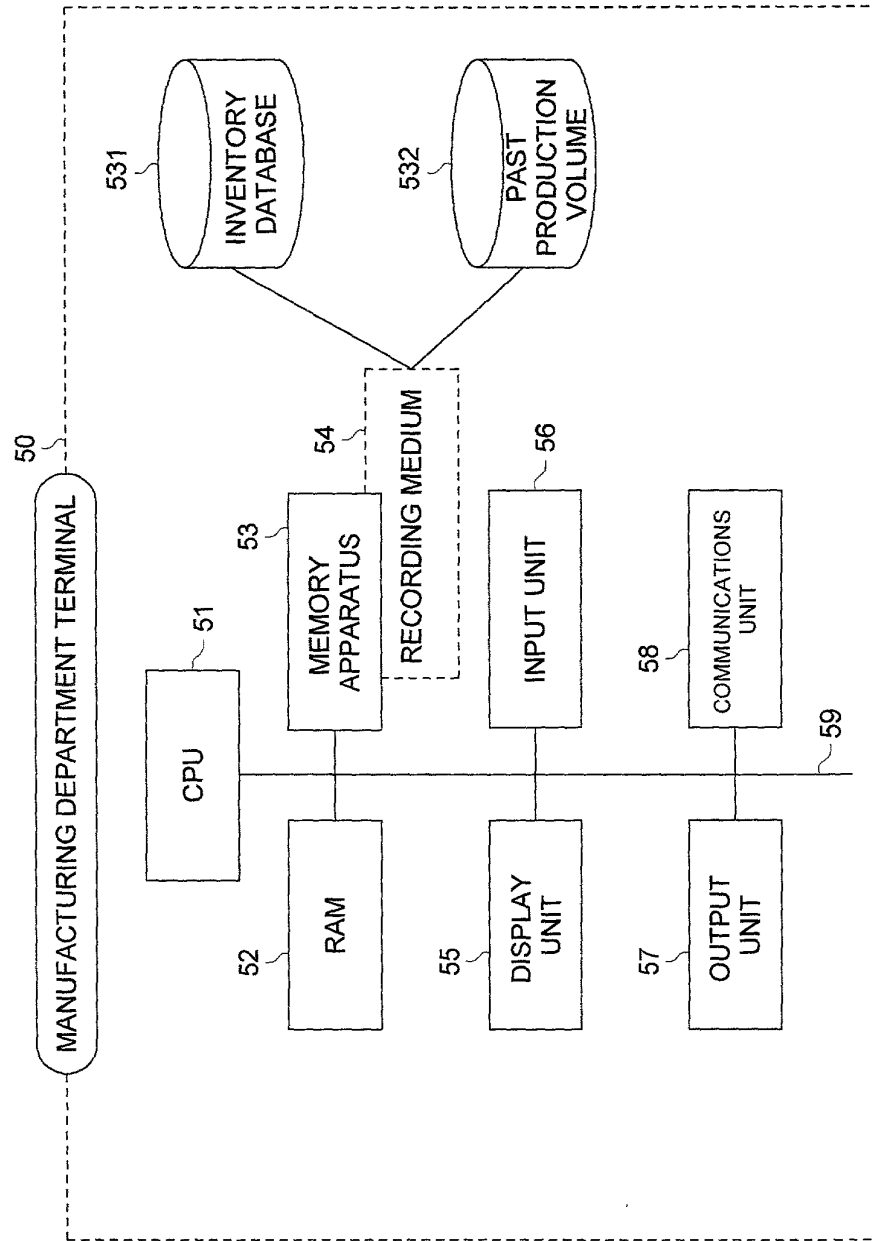 MANUFACTURING DEPARTMENT TERMINAL
50
CPU
51
RAM
52
MEMORY
APPARATUS
53
RECORDING MEDIUM
54
INVENTORY
DATABASE
531
PAST
PRODUCTION
VOLUME
532
DISPLAY
UNIT
55
INPUT UNIT
56
OUTPUT
UNIT
57
COMMUNICATIONS
UNIT
58
59